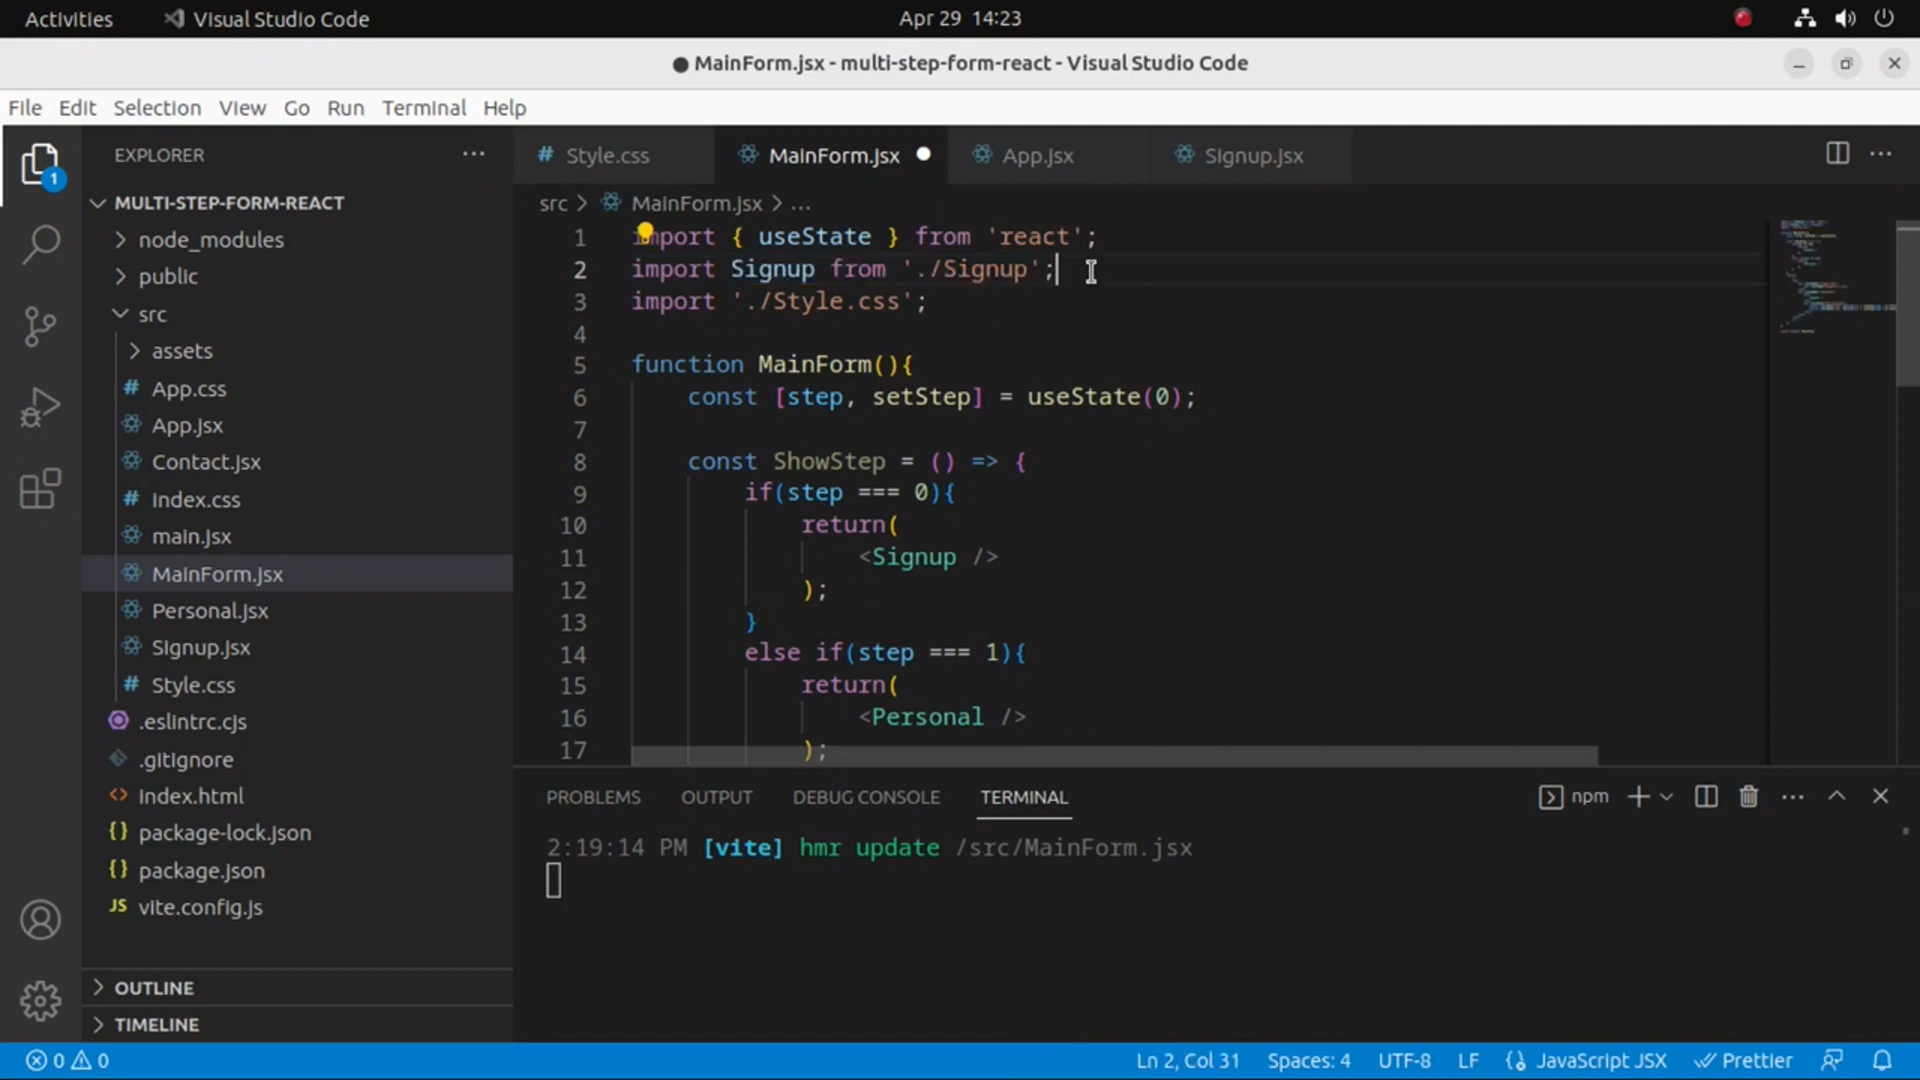 Activities Visual Studio Code Apr 29 14:23
● MainForm.jsx - multi-step-form-react - Visual Studio Code
File Edit Selection View Go Run Terminal Help
EXPLORER ...
1
MULTI-STEP-FORM-REACT
node_modules
public
src
assets
# App.css
App.jsx
Contact.jsx
# index.css
main.jsx
MainForm.jsx
Personal.jsx
Signup.jsx
# Style.css
.eslintrc.cjs
.gitignore
<> index.html
{} package-lock.json
{} package.json
JS vite.config.js
OUTLINE
TIMELINE
# Style.css MainForm.jsx ● App.jsx Signup.jsx
src > MainForm.jsx > ...
1 import { useState } from 'react';
2 import Signup from './Signup';
3 import './Style.css';
4
5 function MainForm(){
6 const [step, setStep] = useState(0);
7
8 const ShowStep = () => {
9 if(step === 0){
10 return(
11 <Signup />
12 );
13 }
14 else if(step === 1){
15 return(
16 <Personal />
17 );
PROBLEMS OUTPUT DEBUG CONSOLE TERMINAL npm
2:19:14 PM [vite] hmr update /src/MainForm.jsx
0 0 Ln 2, Col 31 Spaces: 4 UTF-8 LF {} JavaScript JSX Prettier